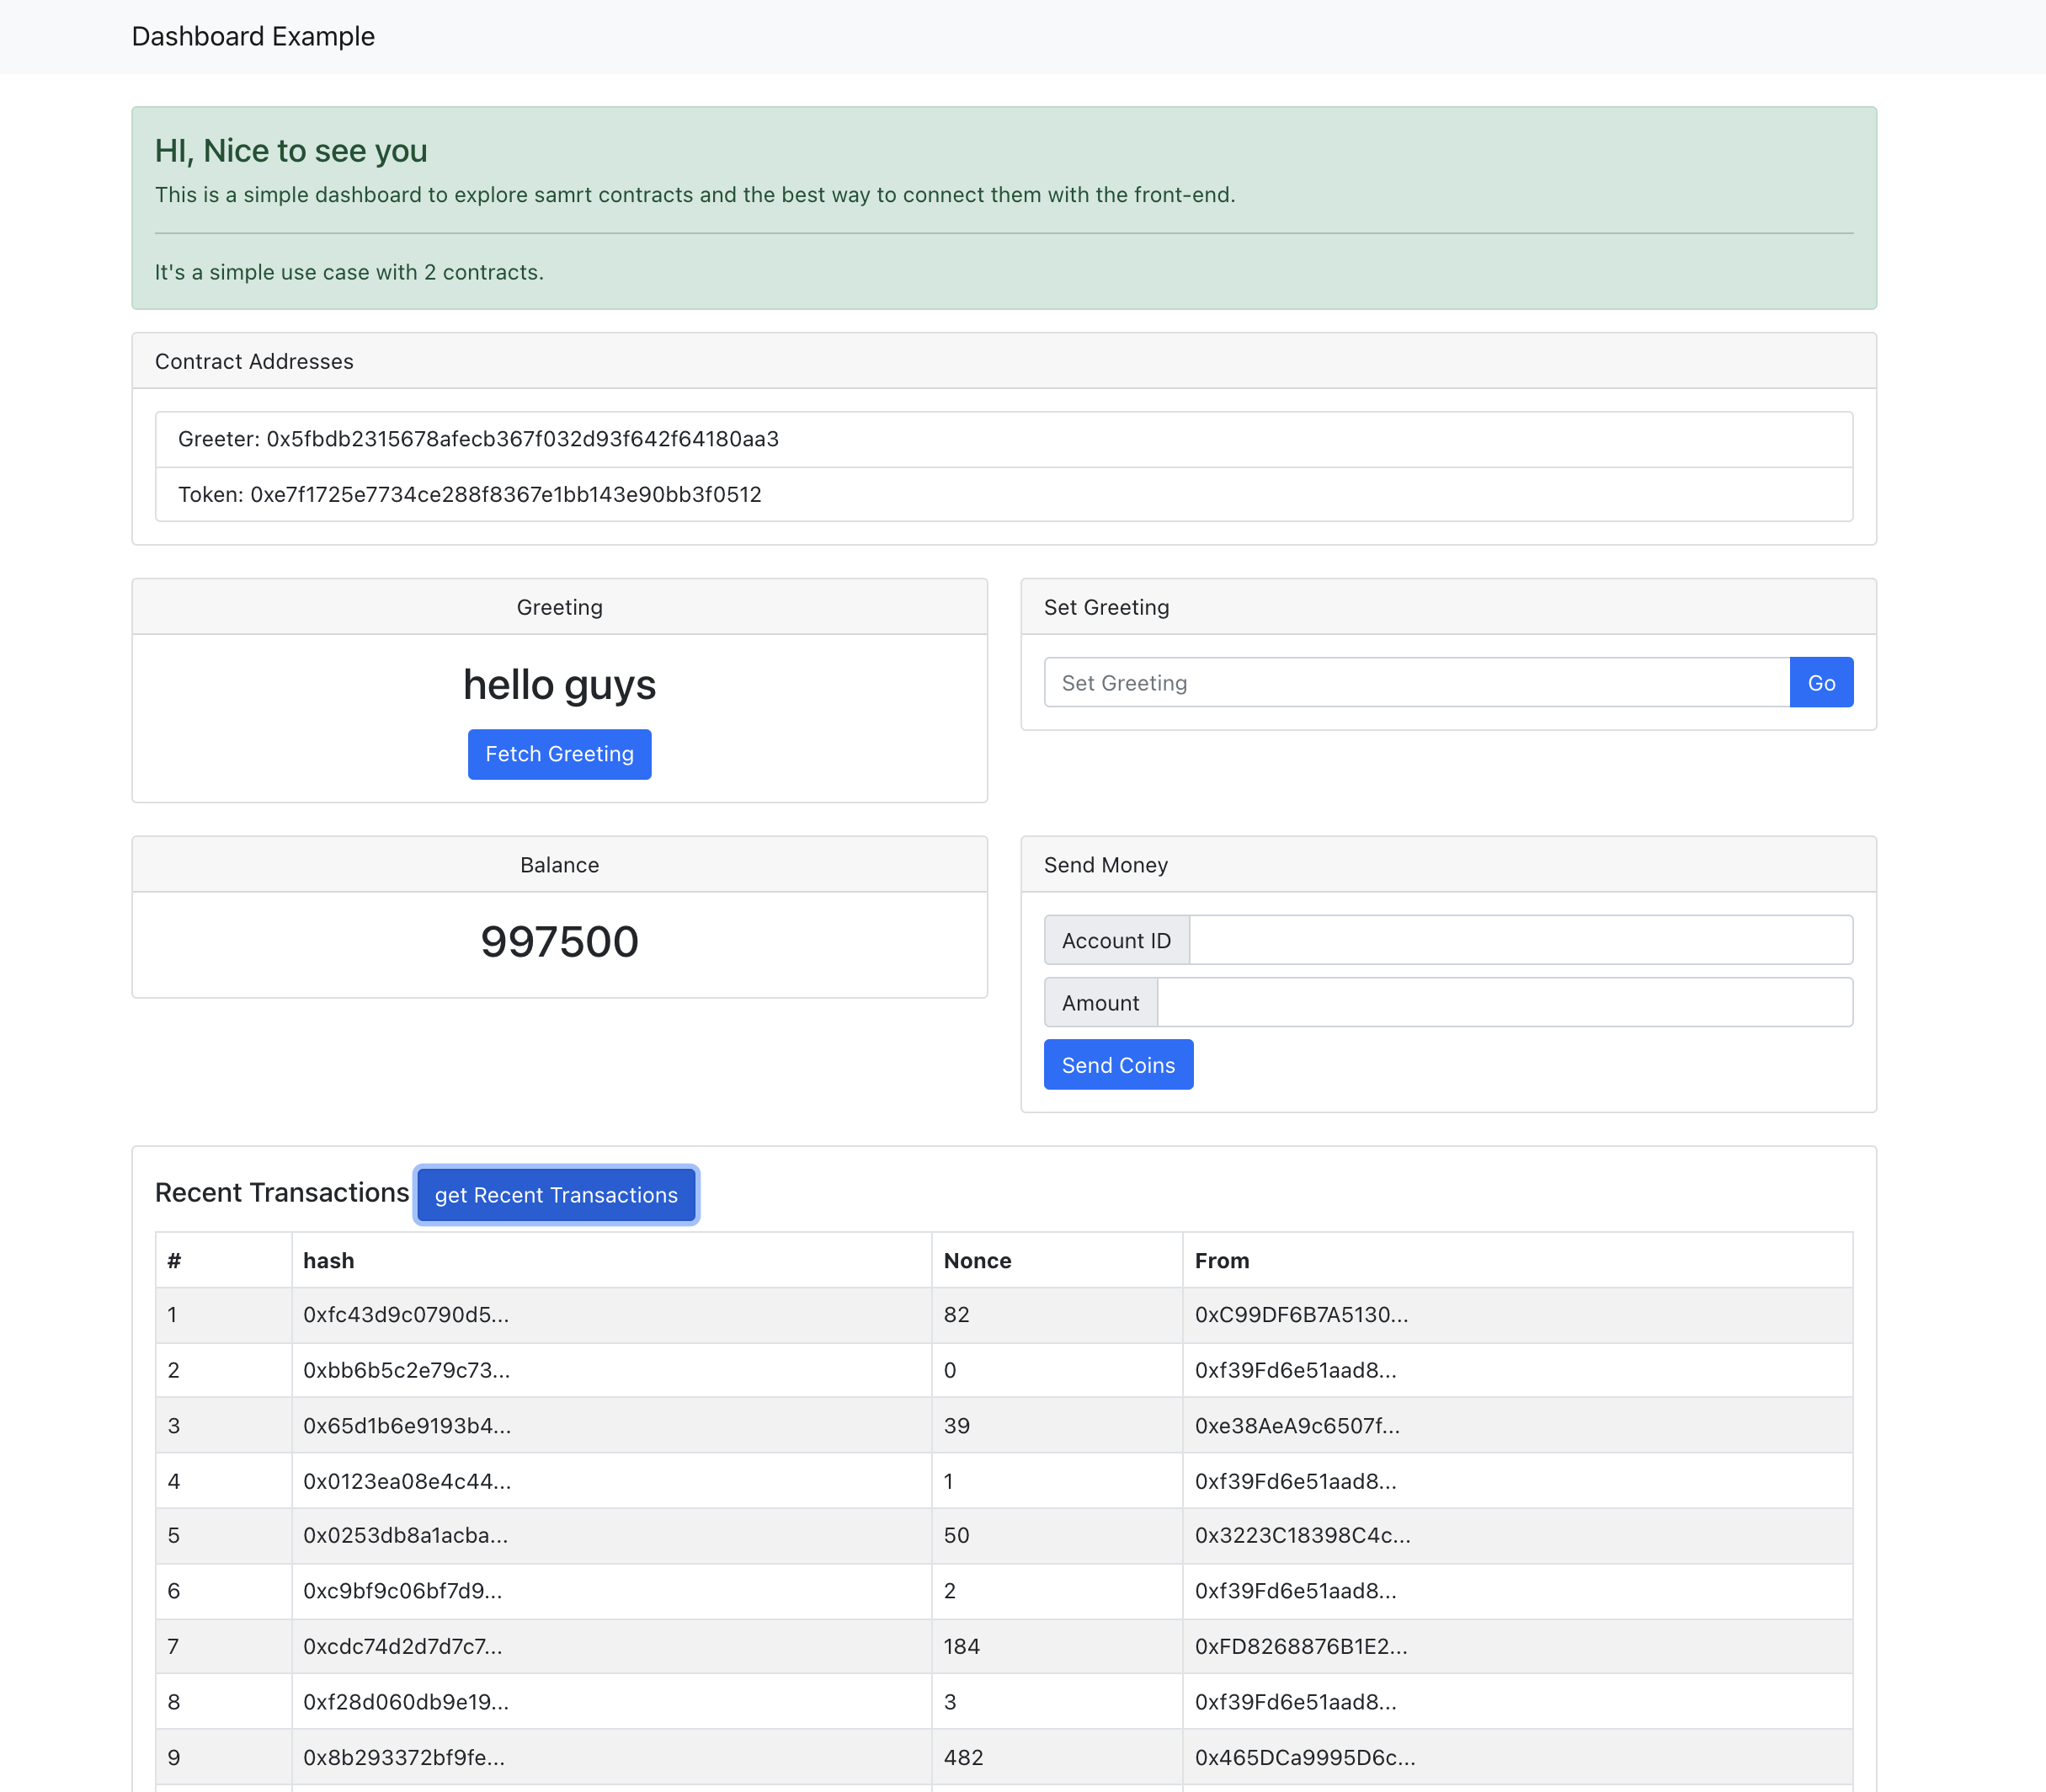 Dashboard Example
HI, Nice to see you
This is a simple dashboard to explore samrt contracts and the best way to connect them with the front-end.
It's a simple use case with 2 contracts.
Contract Addresses
Greeter: 0x5fbdb2315678afecb367f032d93f642f64180aa3
Token: 0xe7f1725e7734ce288f8367e1bb143e90bb3f0512
Greeting
hello guys
Fetch Greeting
Set Greeting
Set Greeting Go
Balance
997500
Send Money
Account ID
Amount
Send Coins
Recent Transactions get Recent Transactions
# hash Nonce From
1 0xfc43d9c0790d5... 82 0xC99DF6B7A5130...
2 0xbb6b5c2e79c73... 0 0xf39Fd6e51aad8...
3 0x65d1b6e9193b4... 39 0xe38AeA9c6507f...
4 0x0123ea08e4c44... 1 0xf39Fd6e51aad8...
5 0x0253db8a1acba... 50 0x3223C18398C4c...
6 0xc9bf9c06bf7d9... 2 0xf39Fd6e51aad8...
7 0xcdc74d2d7d7c7... 184 0xFD8268876B1E2...
8 0xf28d060db9e19... 3 0xf39Fd6e51aad8...
9 0x8b293372bf9fe... 482 0x465DCa9995D6c...